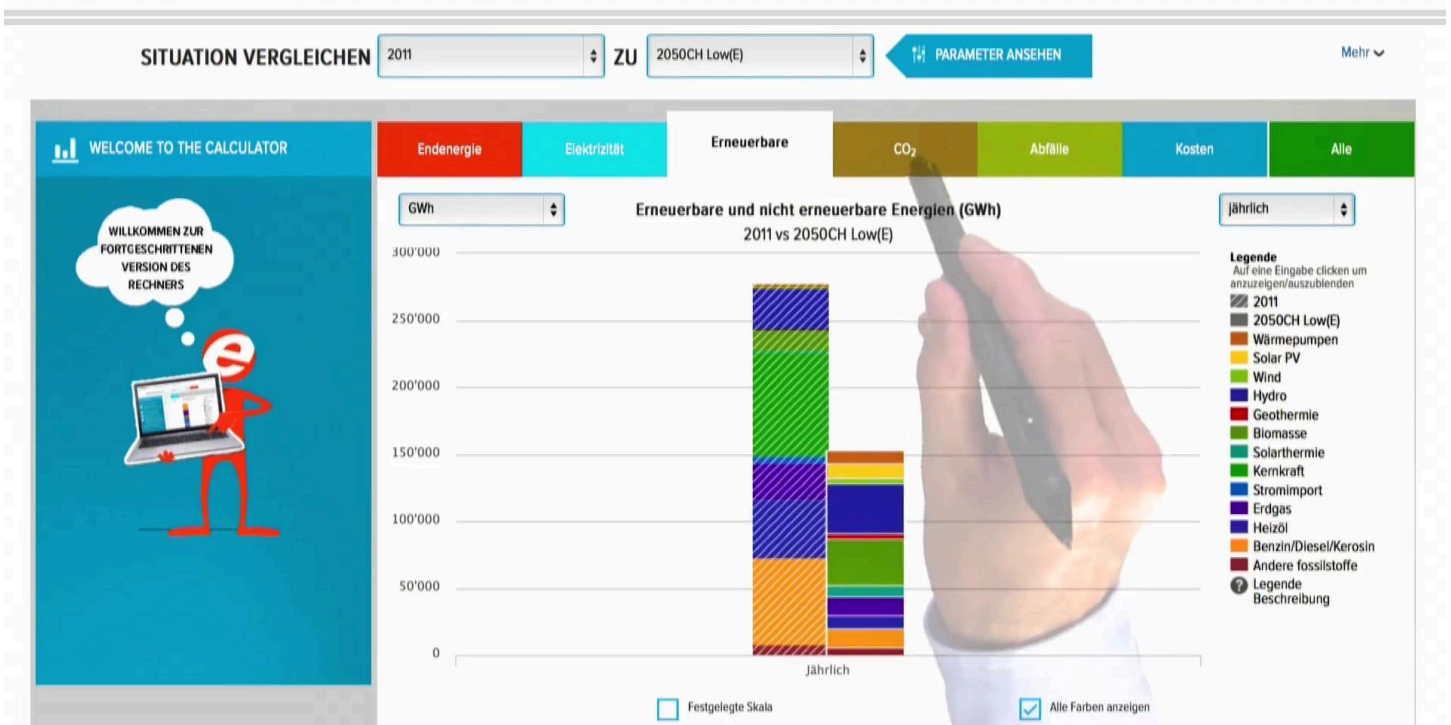 SITUATION VERGLEICHEN 2011 ZU 2050CH Low(E) PARAMETER ANSEHEN Mehr
WELCOME TO THE CALCULATOR
WILLKOMMEN ZUR
FORTGESCHRITTENEN
VERSION DES
RECHNERS
Endenergie Elektrizität Erneuerbare CO₂ Abfälle Kosten Alle
GWh
Erneuerbare und nicht erneuerbare Energien (GWh)
2011 vs 2050CH Low(E)
jährlich
300'000
250'000
200'000
150'000
100'000
50'000
0
Jährlich
Legende
Auf eine Eingabe clicken um
anzuzeigen/auszublenden
2011
2050CH Low(E)
Wärmepumpen
Solar PV
Wind
Hydro
Geothermie
Biomasse
Solarthermie
Kernkraft
Stromimport
Erdgas
Heizöl
Benzin/Diesel/Kerosin
Andere fossilstoffe
? Legende
Beschreibung
Festgelegte Skala
Alle Farben anzeigen